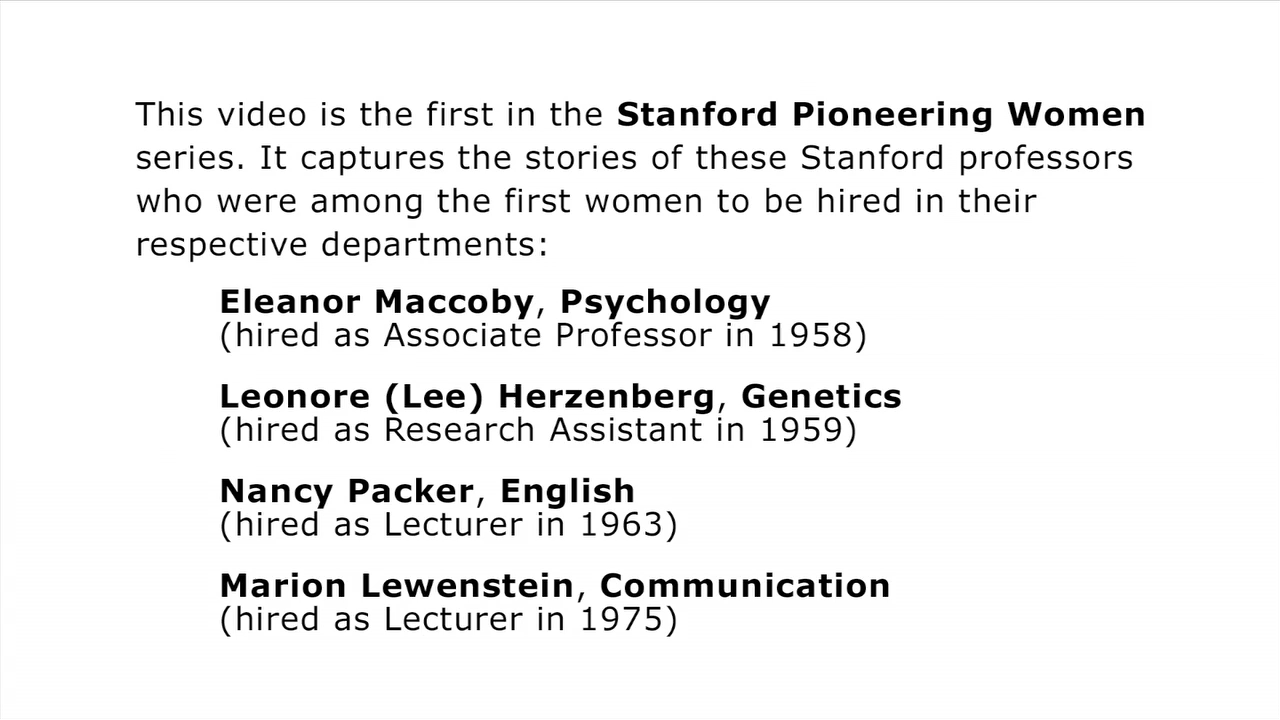 This video is the first in the Stanford Pioneering Women
series. It captures the stories of these Stanford professors
who were among the first women to be hired in their
respective departments:
Eleanor Maccoby, Psychology
(hired as Associate Professor in 1958)
Leonore (Lee) Herzenberg, Genetics
(hired as Research Assistant in 1959)
Nancy Packer, English
(hired as Lecturer in 1963)
Marion Lewenstein, Communication
(hired as Lecturer in 1975)